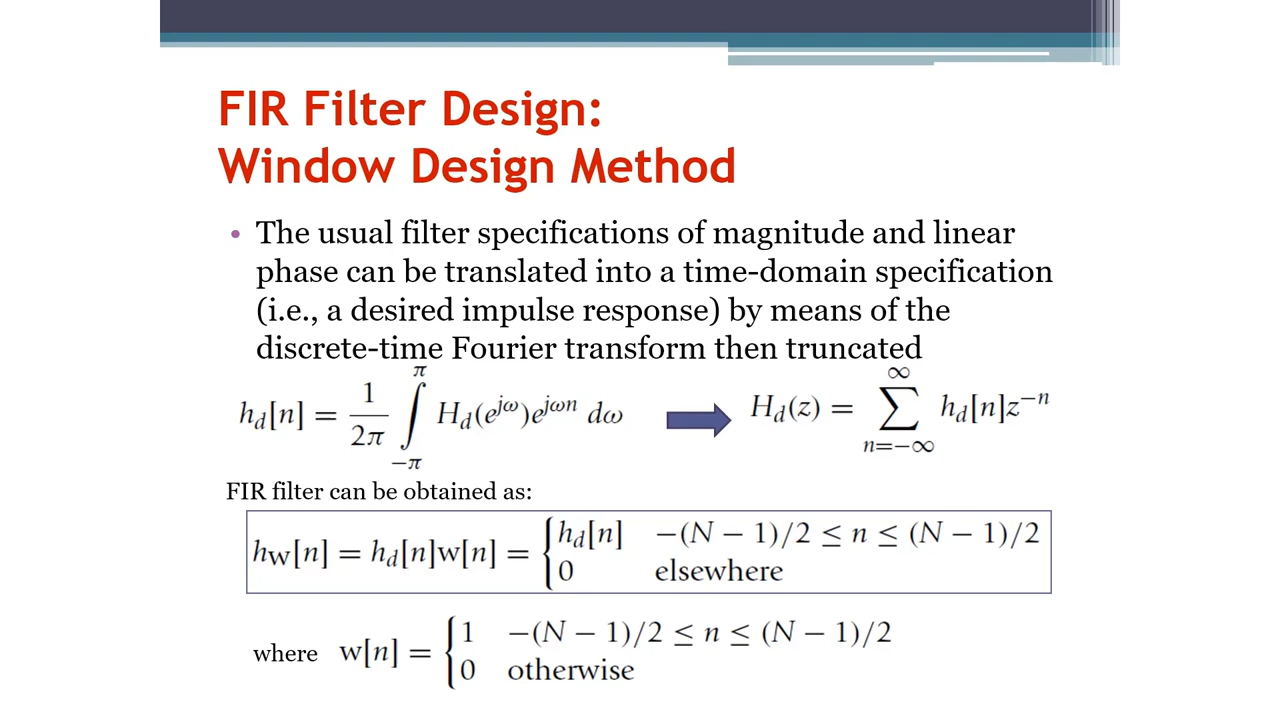 FIR Filter Design:
Window Design Method
• The usual filter specifications of magnitude and linear
phase can be translated into a time-domain specification
(i.e., a desired impulse response) by means of the
discrete-time Fourier transform then truncated
h_d[n] = \frac{1}{2π} \int_{−π}^{π} H_d(e^{jω})e^{jωn} dω ➡ H_d(z) = \sum_{n=−∞}^{∞} h_d[n]z^{−n}
FIR filter can be obtained as:
h_w[n] = h_d[n]w[n] = { h_d[n] −(N − 1)/2 ≤ n ≤ (N − 1)/2
0 elsewhere
where w[n] = { 1 −(N − 1)/2 ≤ n ≤ (N − 1)/2
0 otherwise